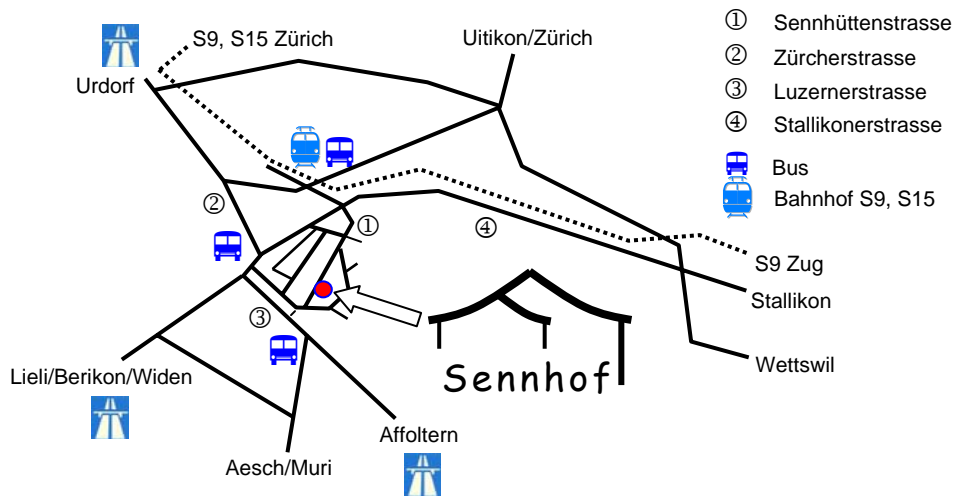 S9, S15 Zürich
Uitikon/Zürich
① Sennhüttenstrasse
② Zürcherstrasse
③ Luzernerstrasse
④ Stallikonerstrasse
Bus
Bahnhof S9, S15
Urdorf
②
①
④
③
S9 Zug
Stallikon
Wettswil
Sennhof
Lieli/Berikon/Widen
Affoltern
Aesch/Muri